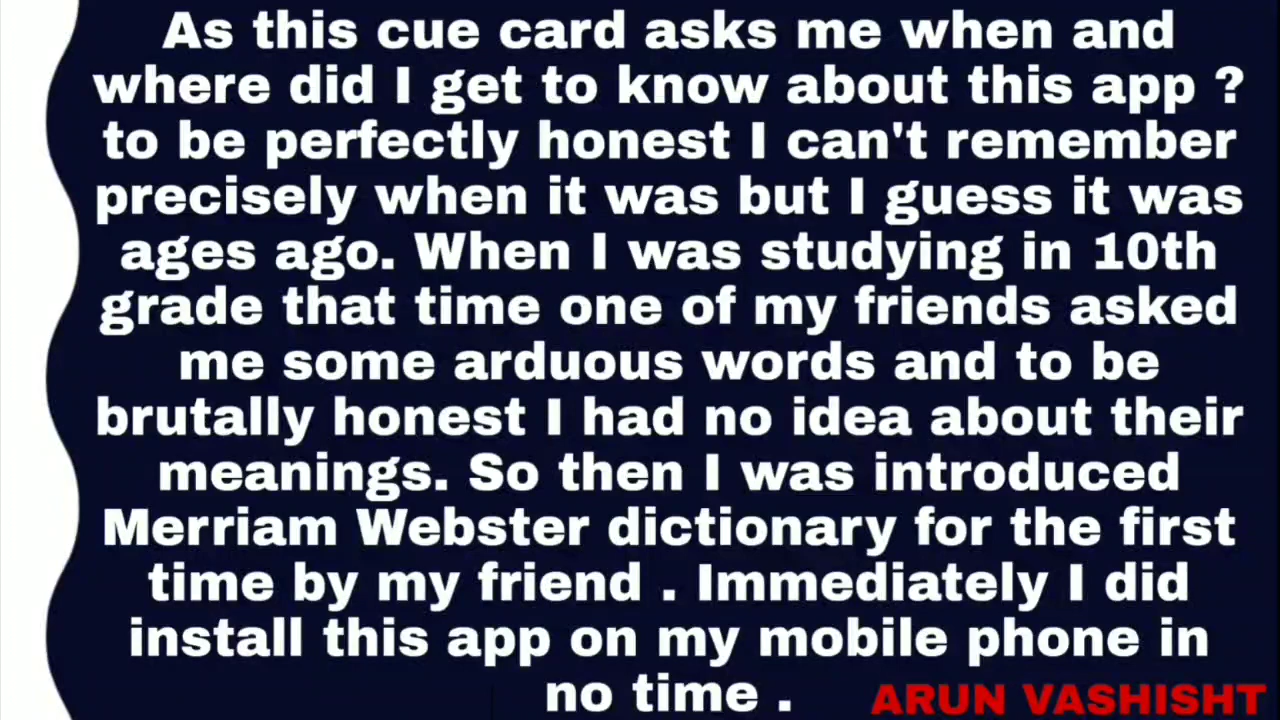 As this cue card asks me when and
where did I get to know about this app ?
to be perfectly honest I can't remember
precisely when it was but I guess it was
ages ago. When I was studying in 10th
grade that time one of my friends asked
me some arduous words and to be
brutally honest I had no idea about their
meanings. So then I was introduced
Merriam Webster dictionary for the first
time by my friend . Immediately I did
install this app on my mobile phone in
no time .
ARUN VASHISHT